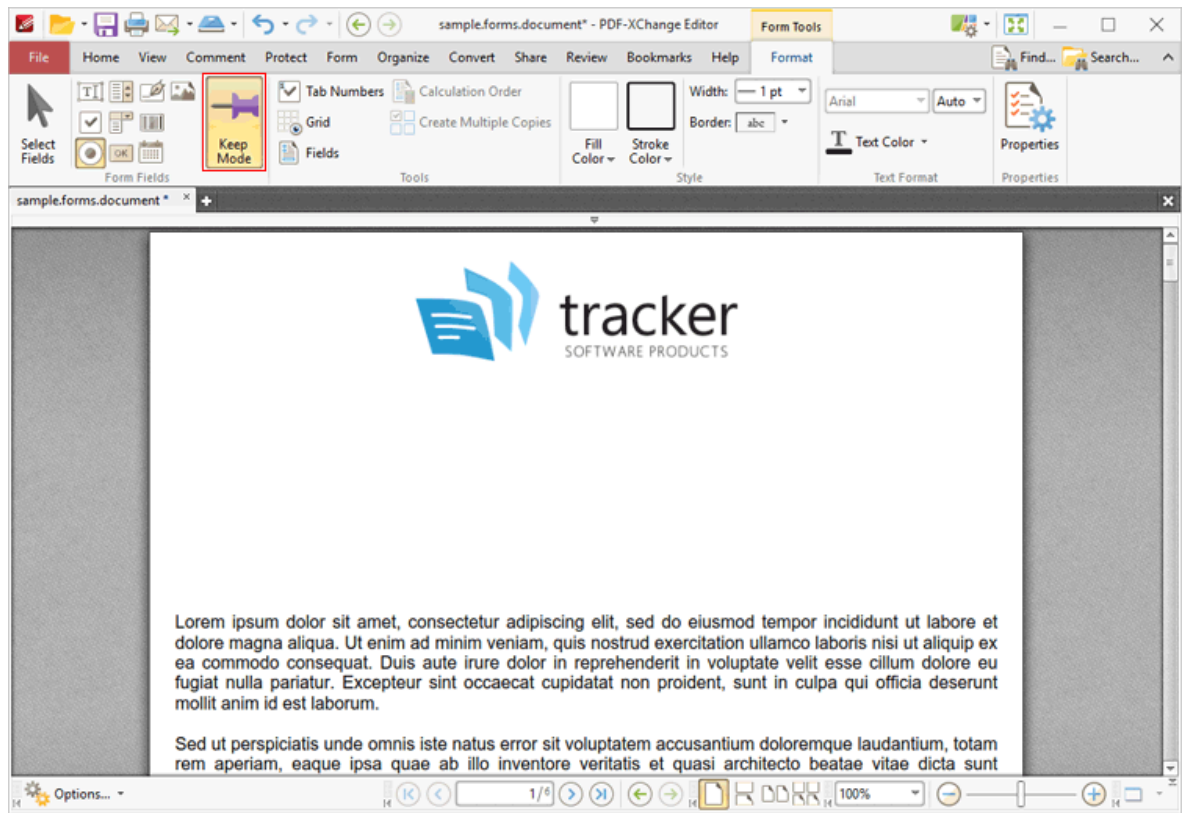 sample.forms.document* - PDF-XChange Editor
Form Tools
File Home View Comment Protect Form Organize Convert Share Review Bookmarks Help Format Find... Search...
Select Fields
Keep Mode
Tab Numbers
Grid
Fields
Calculation Order
Create Multiple Copies
Fill Color
Stroke Color
Width: 1 pt
Border: abc
Arial Auto
T Text Color
Properties
OK
Form Fields Tools Style Text Format Properties
sample.forms.document *
tracker
SOFTWARE PRODUCTS
Lorem ipsum dolor sit amet, consectetur adipiscing elit, sed do eiusmod tempor incididunt ut labore et
dolore magna aliqua. Ut enim ad minim veniam, quis nostrud exercitation ullamco laboris nisi ut aliquip ex
ea commodo consequat. Duis aute irure dolor in reprehenderit in voluptate velit esse cillum dolore eu
fugiat nulla pariatur. Excepteur sint occaecat cupidatat non proident, sunt in culpa qui officia deserunt
mollit anim id est laborum.
Sed ut perspiciatis unde omnis iste natus error sit voluptatem accusantium doloremque laudantium, totam
rem aperiam, eaque ipsa quae ab illo inventore veritatis et quasi architecto beatae vitae dicta sunt
Options... 1/6 100%